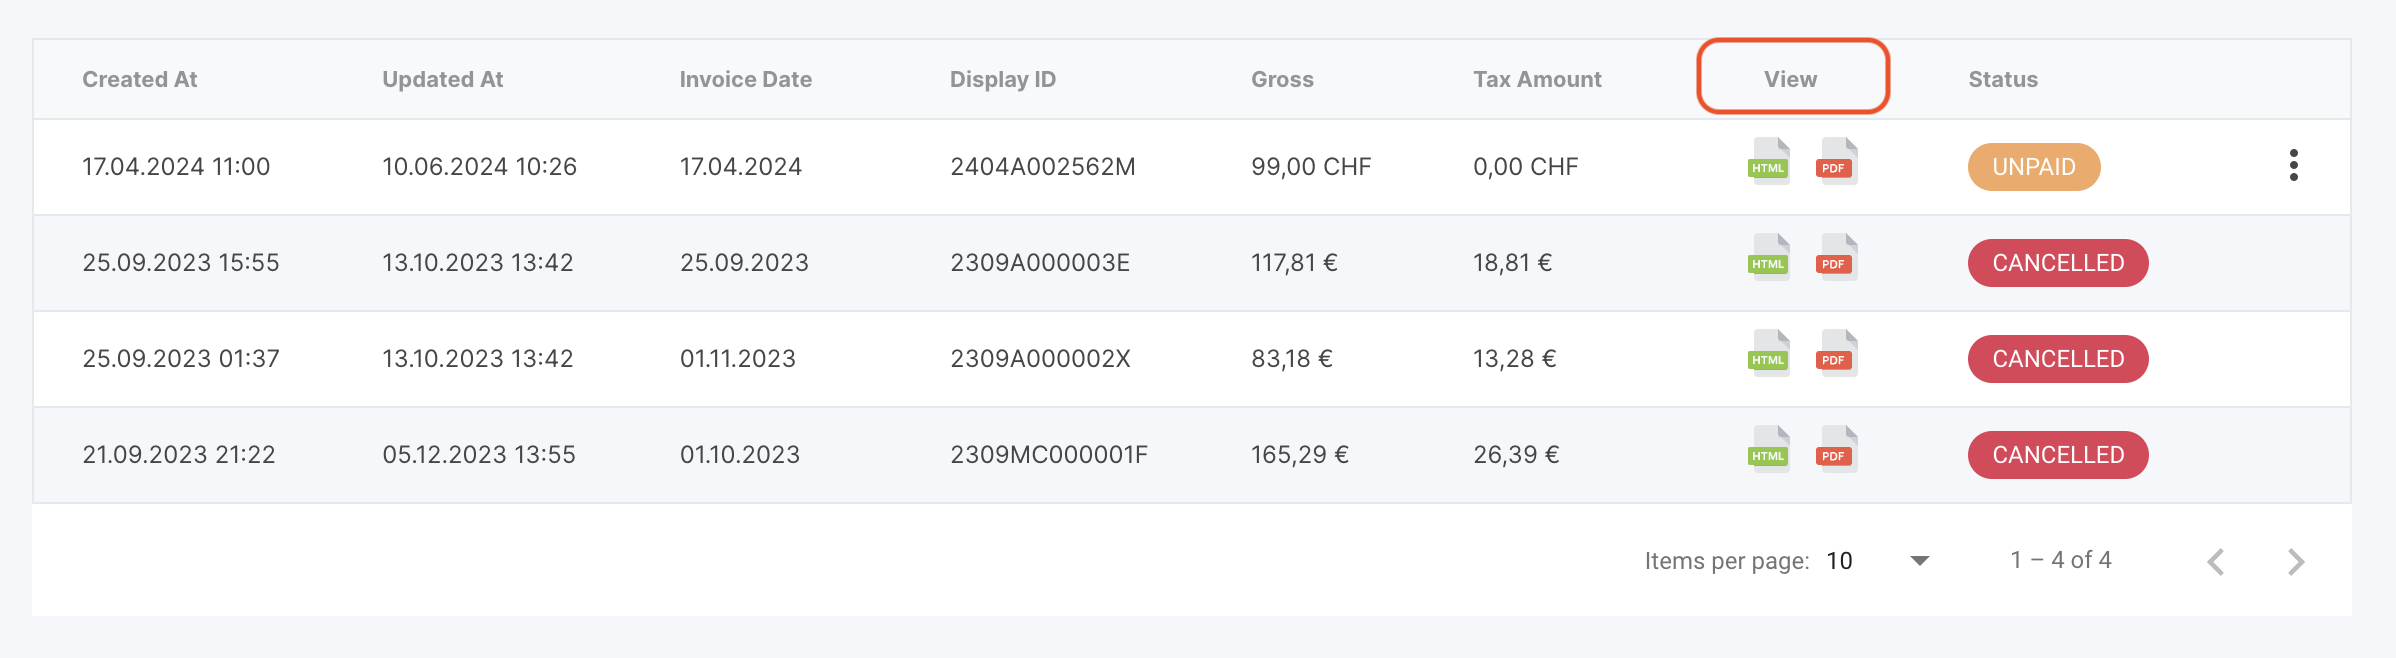 Created At Updated At Invoice Date Display ID Gross Tax Amount View Status
17.04.2024 11:00 10.06.2024 10:26 17.04.2024 2404A002562M 99,00 CHF 0,00 CHF HTML PDF UNPAID
25.09.2023 15:55 13.10.2023 13:42 25.09.2023 2309A000003E 117,81 € 18,81 € HTML PDF CANCELLED
25.09.2023 01:37 13.10.2023 13:42 01.11.2023 2309A000002X 83,18 € 13,28 € HTML PDF CANCELLED
21.09.2023 21:22 05.12.2023 13:55 01.10.2023 2309MC000001F 165,29 € 26,39 € HTML PDF CANCELLED
Items per page: 10 1 – 4 of 4